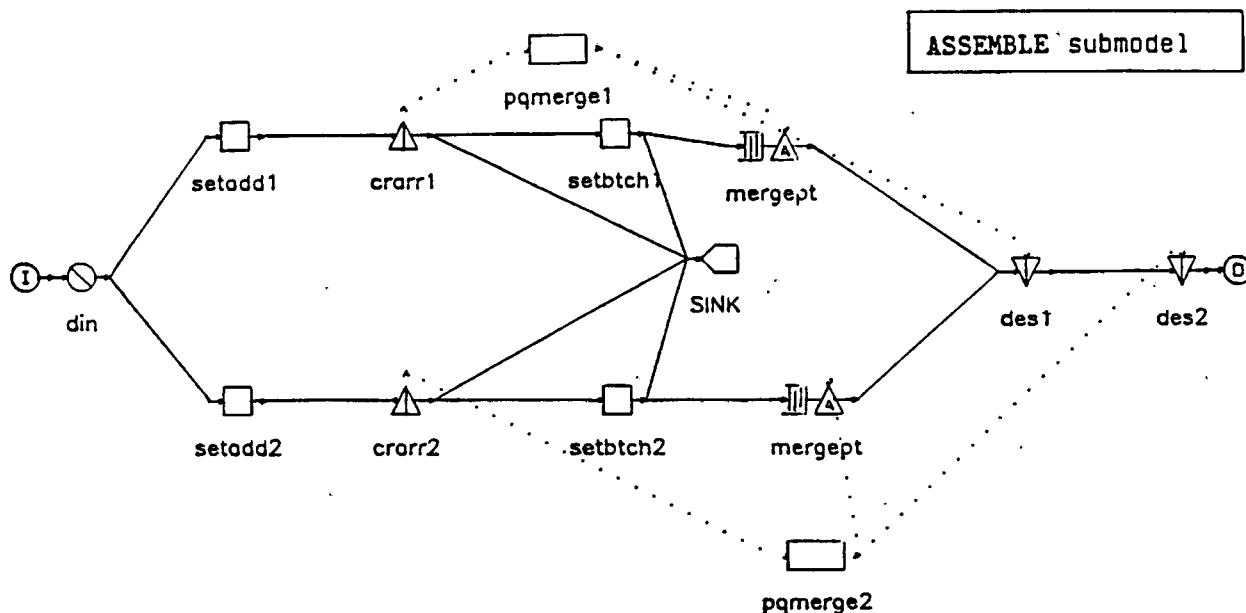 ASSEMBLE submodel
pqmerge1
setadd1
crarr1
setbtch1
mergept
I
din
SINK
des1
des2
O
setadd2
crarr2
setbtch2
mergept
A
A
pqmerge2